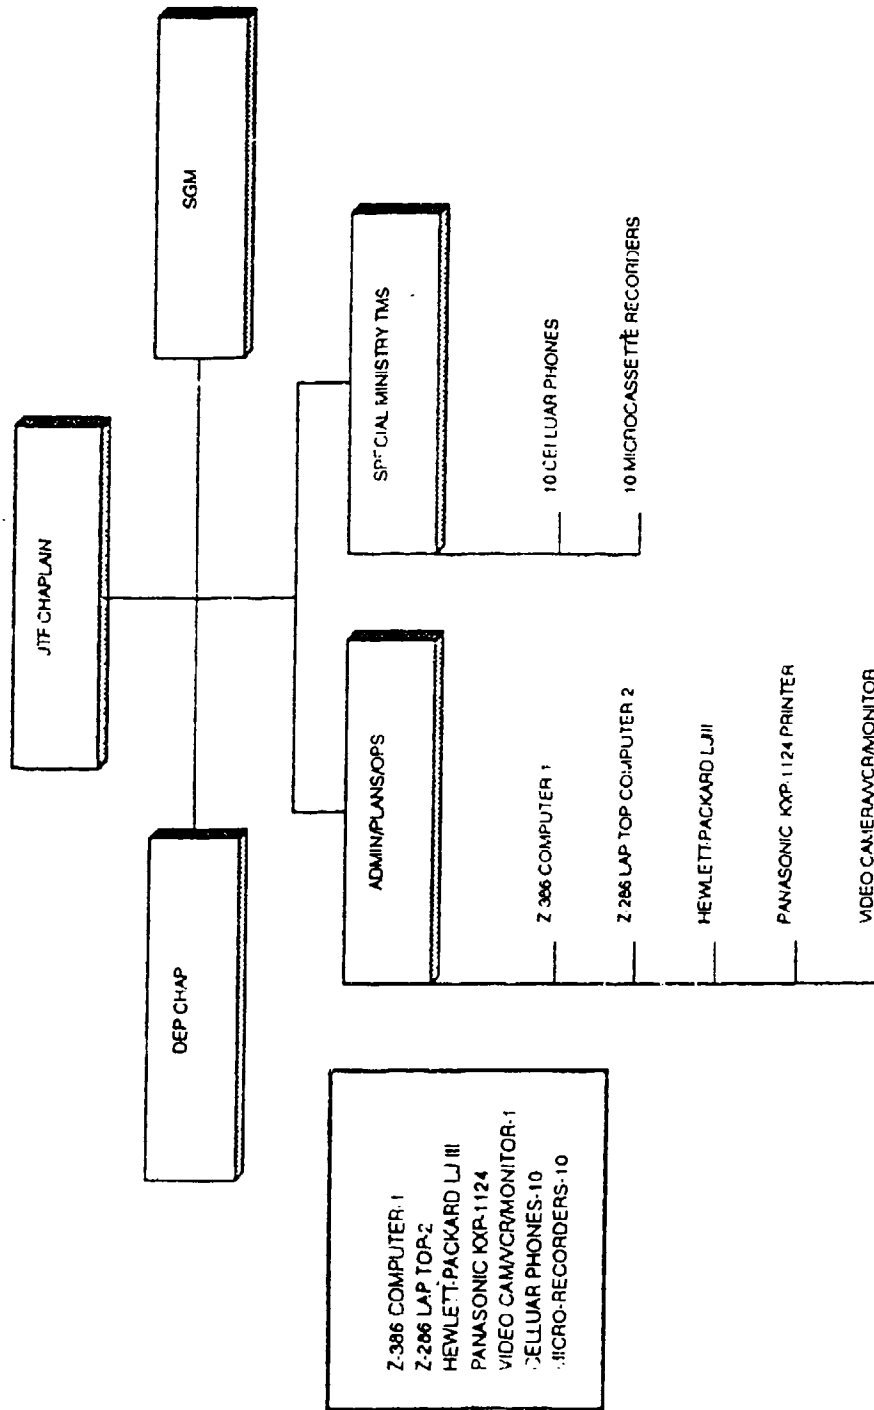 JTF CHAPLAIN
DEP CHAP
SGM
ADMIN/PLANS/OPS
SPECIAL MINISTRY TMS
Z 386 COMPUTER 1
Z 286 LAP TOP COMPUTER 2
HEWLETT-PACKARD LJIII
PANASONIC KXP-1124 PRINTER
VIDEO CAMERA/VCR/MONITOR
10 CELLUAR PHONES
10 MICROCASSETTE RECORDERS
Z-386 COMPUTER-1
Z-286 LAP TOP-2
HEWLETT-PACKARD LJ III
PANASONIC KXP-1124
VIDEO CAM/VCR/MONITOR-1
CELLUAR PHONES-10
MICRO-RECORDERS-10